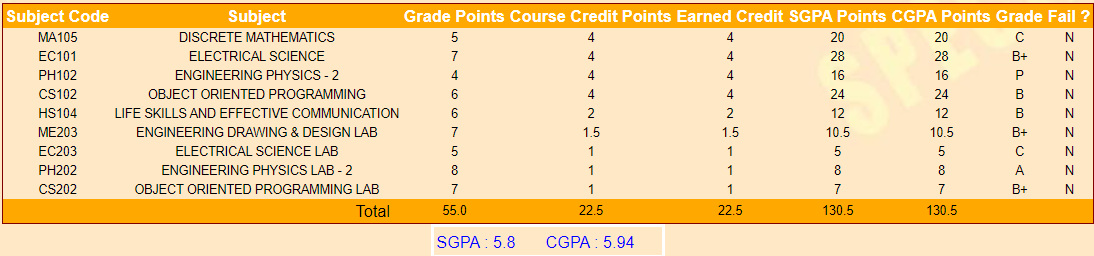 Subject Code Subject Grade Points Course Credit Points Earned Credit SGPA Points CGPA Points Grade Fail ?
MA105 DISCRETE MATHEMATICS 5 4 4 20 20 C N
EC101 ELECTRICAL SCIENCE 7 4 4 28 28 B+ N
PH102 ENGINEERING PHYSICS - 2 4 4 4 16 16 P N
CS102 OBJECT ORIENTED PROGRAMMING 6 4 4 24 24 B N
HS104 LIFE SKILLS AND EFFECTIVE COMMUNICATION 6 2 2 12 12 B N
ME203 ENGINEERING DRAWING & DESIGN LAB 7 1.5 1.5 10.5 10.5 B+ N
EC203 ELECTRICAL SCIENCE LAB 5 1 1 5 5 C N
PH202 ENGINEERING PHYSICS LAB - 2 8 1 1 8 8 A N
CS202 OBJECT ORIENTED PROGRAMMING LAB 7 1 1 7 7 B+ N
Total 55.0 22.5 22.5 130.5 130.5
SGPA : 5.8 CGPA : 5.94